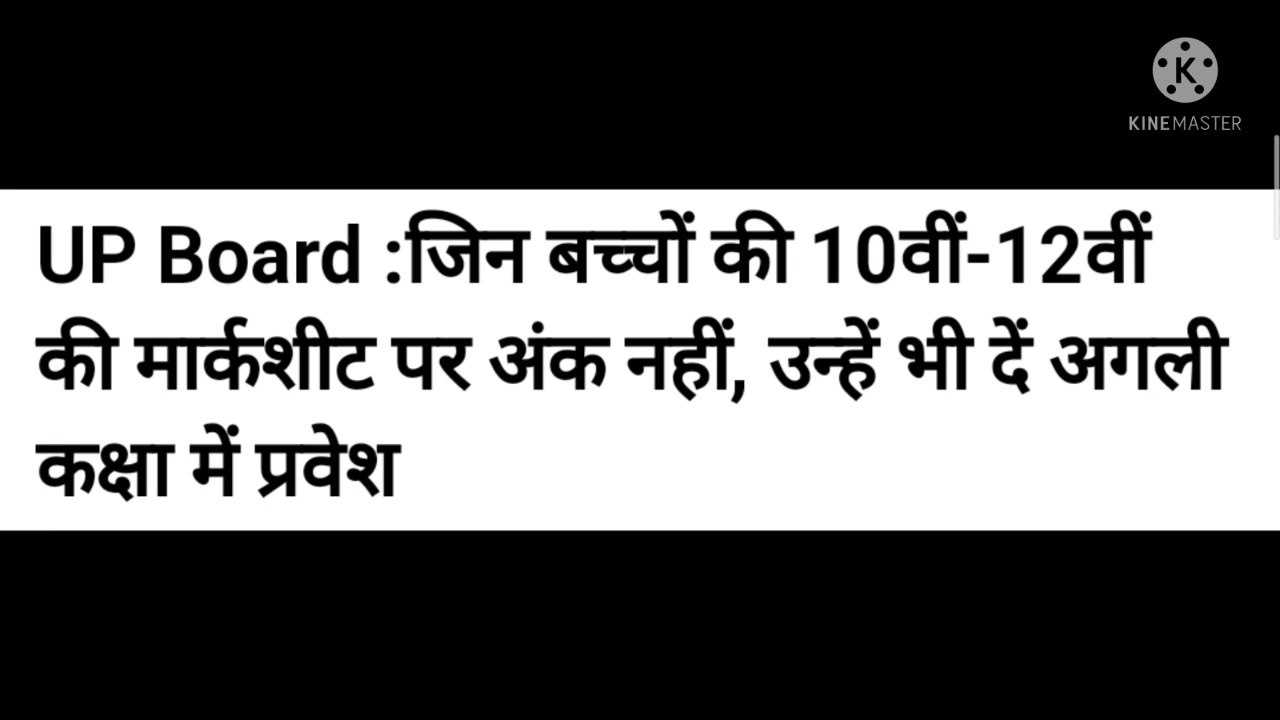 KINEMASTER
UP Board :जिन बच्चों की 10वीं-12वीं
की मार्कशीट पर अंक नहीं, उन्हें भी दें अगली
कक्षा में प्रवेश